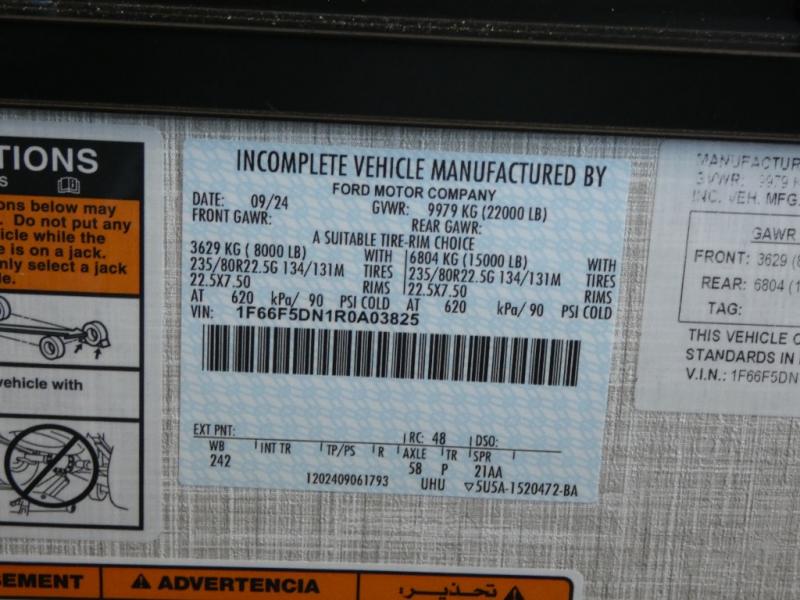 TIONS
S
ons below may
. Do not put any
icle while the
e is on a jack.
nly select a jack
le.
vehicle with
INCOMPLETE VEHICLE MANUFACTURED BY
FORD MOTOR COMPANY
DATE: 09/24 GVWR: 9979 KG (22000 LB)
FRONT GAWR: REAR GAWR:
A SUITABLE TIRE-RIM CHOICE
3629 KG ( 8000 LB) WITH 6804 KG (15000 LB) WITH
235/80R22.5G 134/131M TIRES 235/80R22.5G 134/131M TIRES
22.5X7.50 RIMS 22.5X7.50 RIMS
AT 620 kPa/ 90 PSI COLD AT 620 kPa/ 90 PSI COLD
VIN: 1F66F5DN1R0A03825
EXT PNT: RC: 48 DSO:
WB INT TR TP/PS R AXLE TR SPR
242 58 P 21AA
1202409061793 UHU ▽5U5A-1520472-BA
MANUFACTUR
GVWR: 9979 K
INC. VEH. MFG.
GAWR
FRONT: 3629 (8
REAR: 6804 (1
TAG:
THIS VEHICLE C
STANDARDS IN
V.I.N.: 1F66F5DN
SEMENT
⚠ ADVERTENCIA
تحذير: ⚠